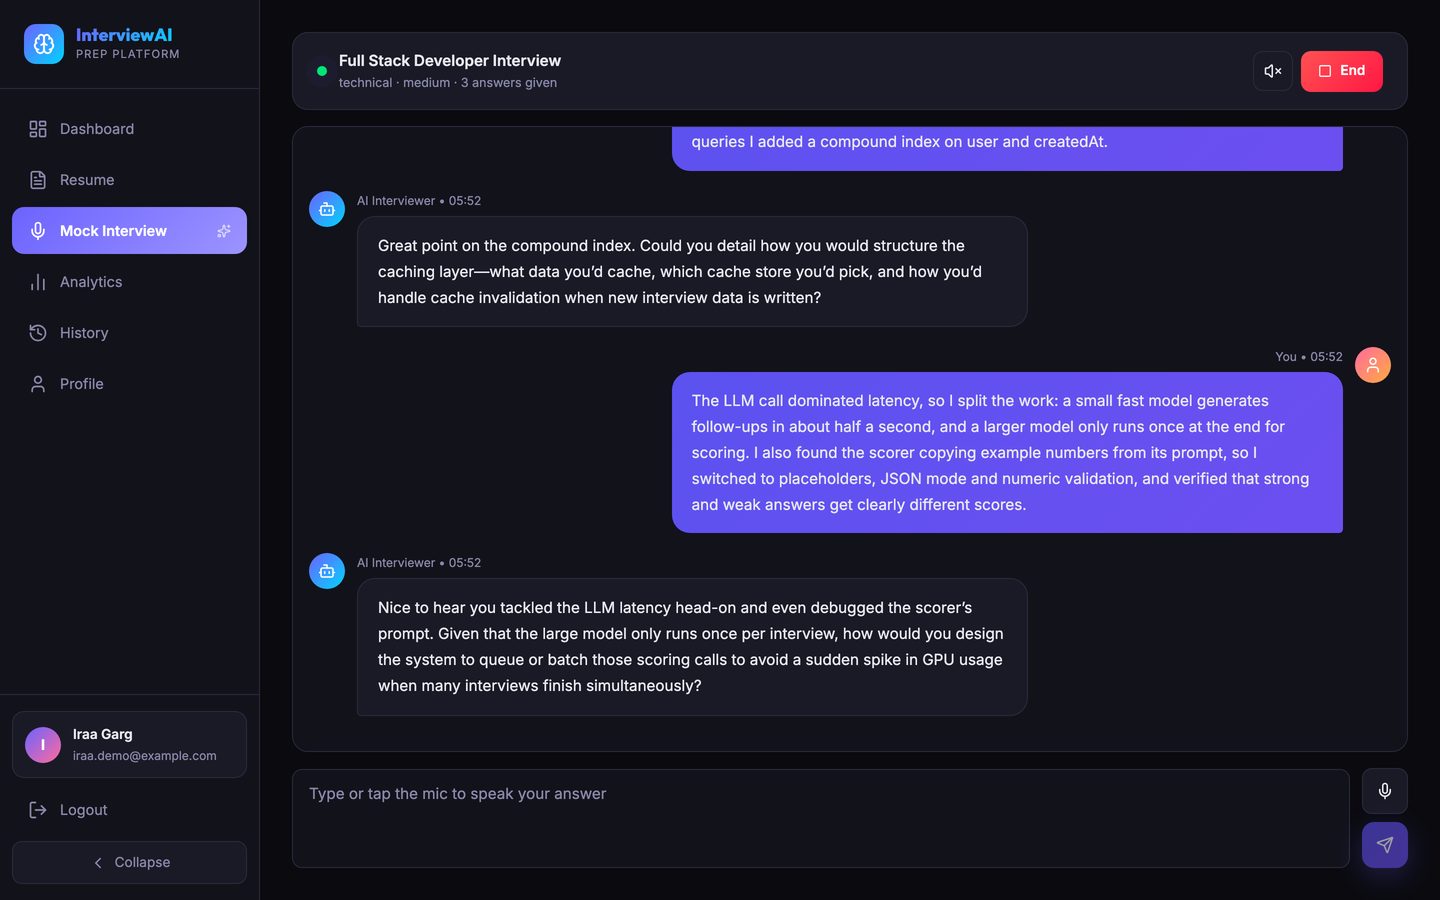 InterviewAI
PREP PLATFORM
Dashboard
Resume
Mock Interview
Analytics
History
Profile
I
Iraa Garg
iraa.demo@example.com
Logout
Collapse
Full Stack Developer Interview
technical · medium · 3 answers given
End
queries I added a compound index on user and createdAt.
AI Interviewer • 05:52
Great point on the compound index. Could you detail how you would structure the
caching layer—what data you’d cache, which cache store you’d pick, and how you’d
handle cache invalidation when new interview data is written?
You • 05:52
The LLM call dominated latency, so I split the work: a small fast model generates
follow-ups in about half a second, and a larger model only runs once at the end for
scoring. I also found the scorer copying example numbers from its prompt, so I
switched to placeholders, JSON mode and numeric validation, and verified that strong
and weak answers get clearly different scores.
AI Interviewer • 05:52
Nice to hear you tackled the LLM latency head-on and even debugged the scorer’s
prompt. Given that the large model only runs once per interview, how would you design
the system to queue or batch those scoring calls to avoid a sudden spike in GPU usage
when many interviews finish simultaneously?
Type or tap the mic to speak your answer